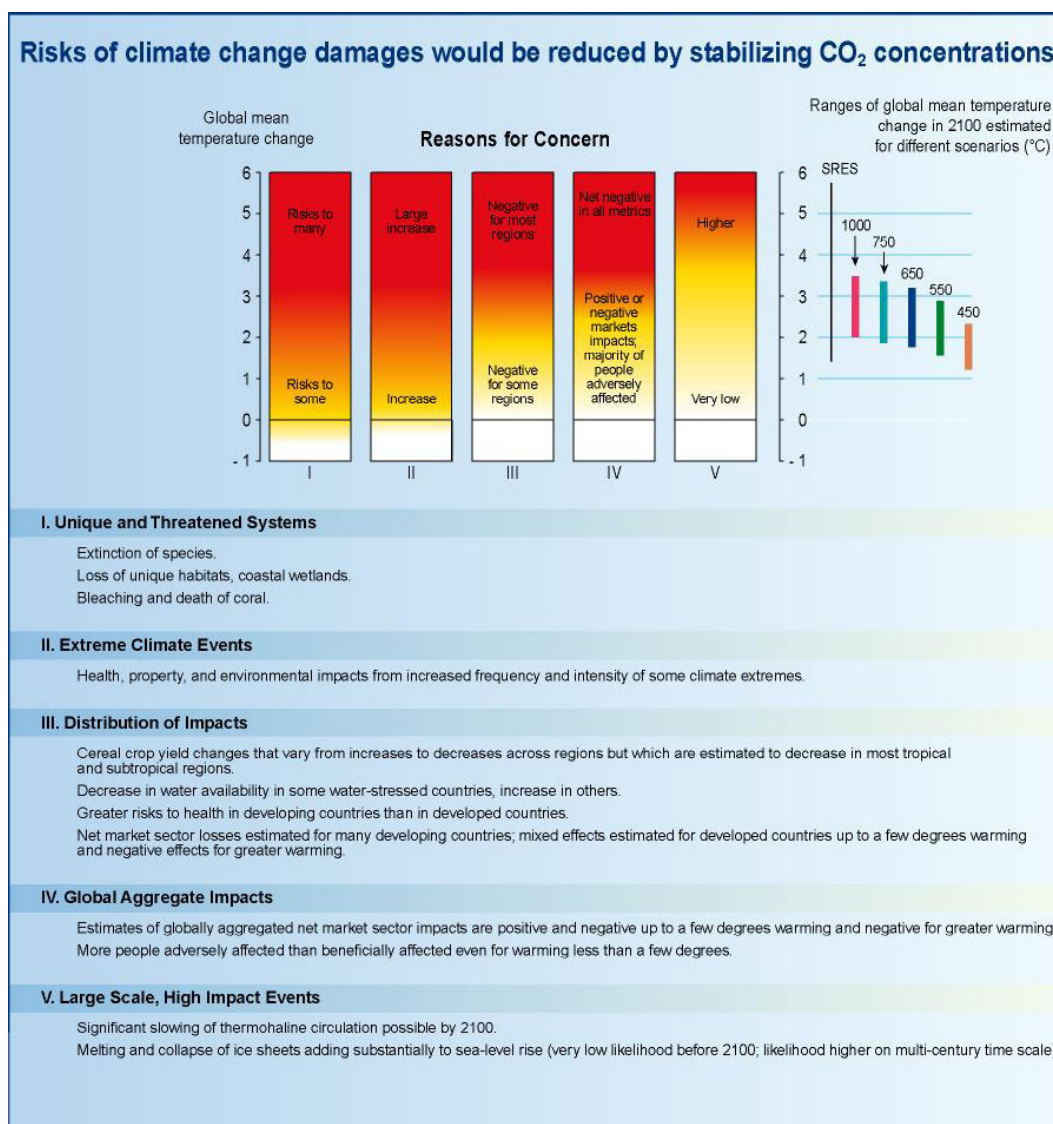 Risks of climate change damages would be reduced by stabilizing CO₂ concentrations
Global mean
temperature change
Reasons for Concern
Ranges of global mean temperature
change in 2100 estimated
for different scenarios (°C)
6
5
4
3
2
1
0
- 1
Risks to
many
Risks to
some
I
Large
increase
Increase
II
Negative
for most
regions
Negative
for some
regions
III
Net negative
in all metrics
Positive or
negative
markets
impacts;
majority of
people
adversely
affected
IV
Higher
Very low
V
6
5
4
3
2
1
0
- 1
SRES
1000
750
650
550
450
I. Unique and Threatened Systems
Extinction of species.
Loss of unique habitats, coastal wetlands.
Bleaching and death of coral.
II. Extreme Climate Events
Health, property, and environmental impacts from increased frequency and intensity of some climate extremes.
III. Distribution of Impacts
Cereal crop yield changes that vary from increases to decreases across regions but which are estimated to decrease in most tropical
and subtropical regions.
Decrease in water availability in some water-stressed countries, increase in others.
Greater risks to health in developing countries than in developed countries.
Net market sector losses estimated for many developing countries; mixed effects estimated for developed countries up to a few degrees warming
and negative effects for greater warming.
IV. Global Aggregate Impacts
Estimates of globally aggregated net market sector impacts are positive and negative up to a few degrees warming and negative for greater warming
More people adversely affected than beneficially affected even for warming less than a few degrees.
V. Large Scale, High Impact Events
Significant slowing of thermohaline circulation possible by 2100.
Melting and collapse of ice sheets adding substantially to sea-level rise (very low likelihood before 2100; likelihood higher on multi-century time scale)